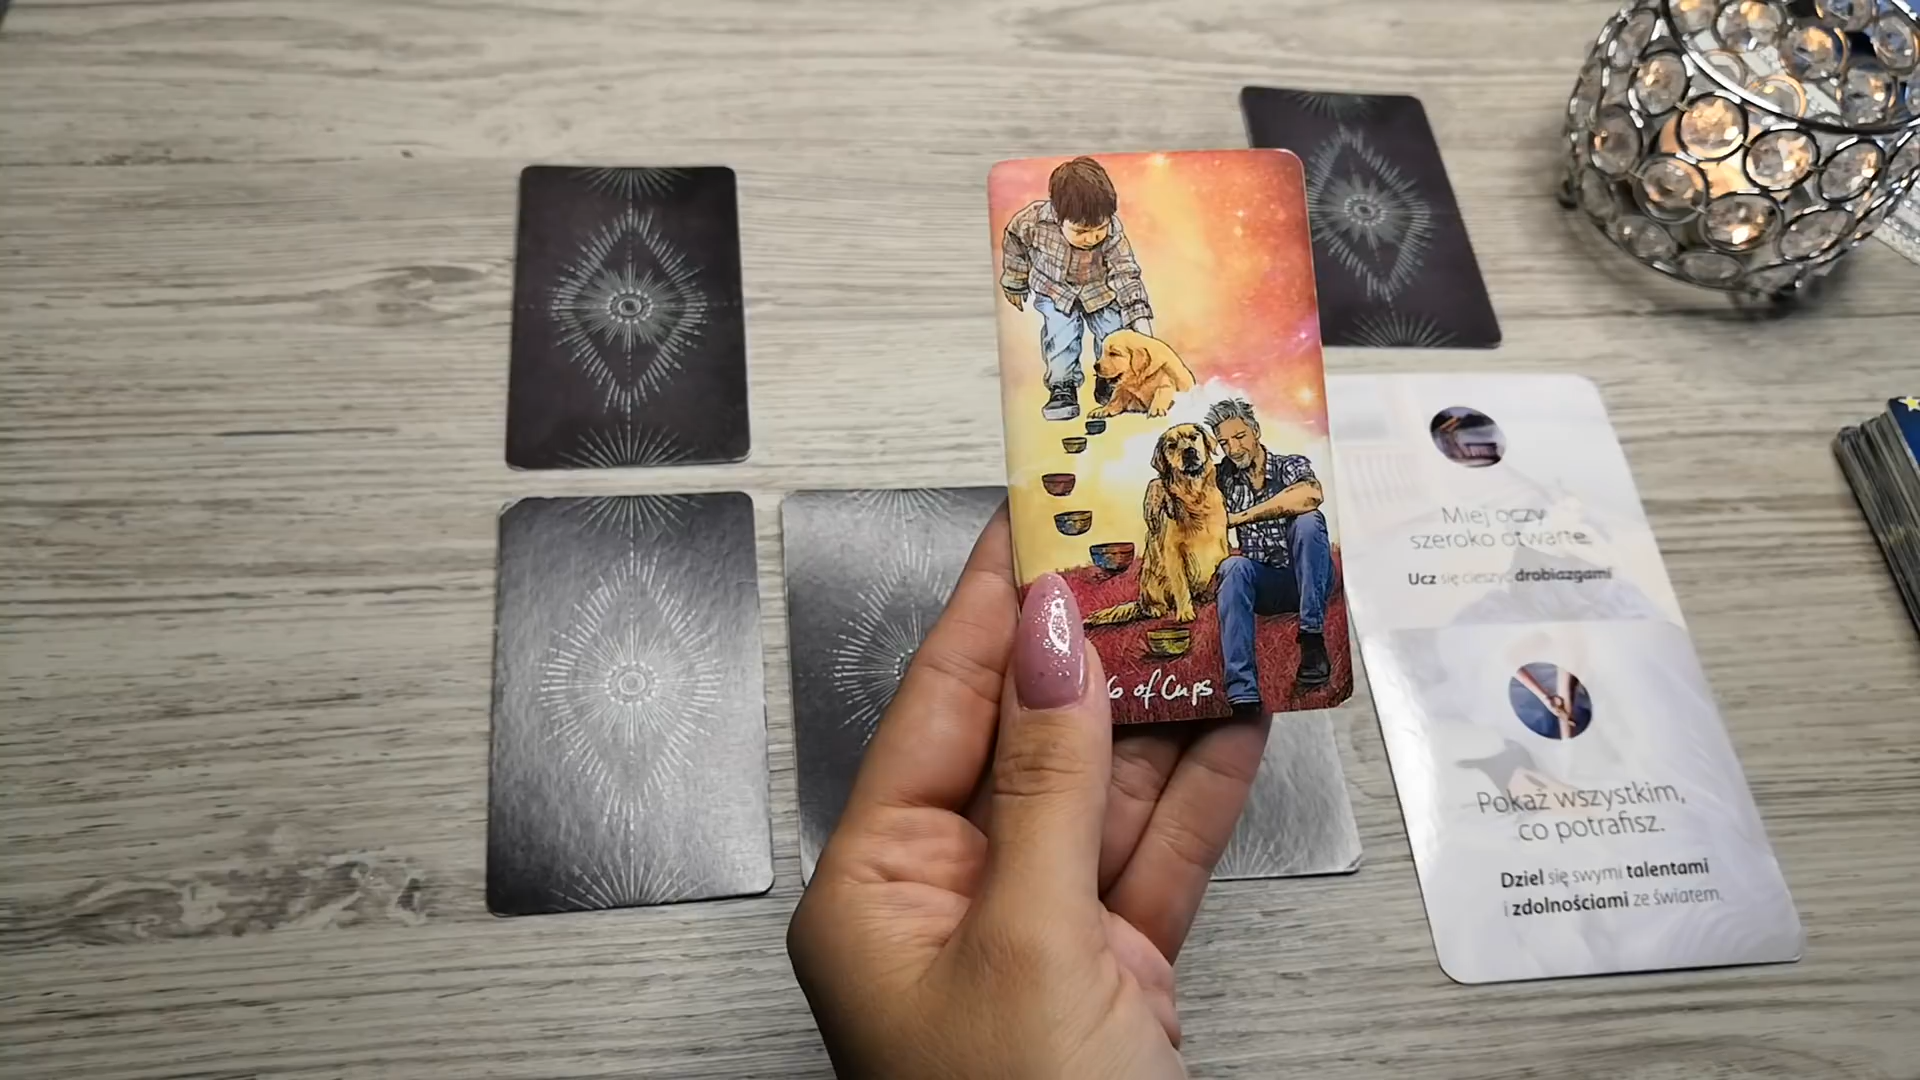 6 of Cups
Miej oczy
szeroko otwarte.
Ucz się cieszyć drobiazgami
Pokaż wszystkim,
co potrafisz.
Dziel się swymi talentami
i zdolnościami ze światem.